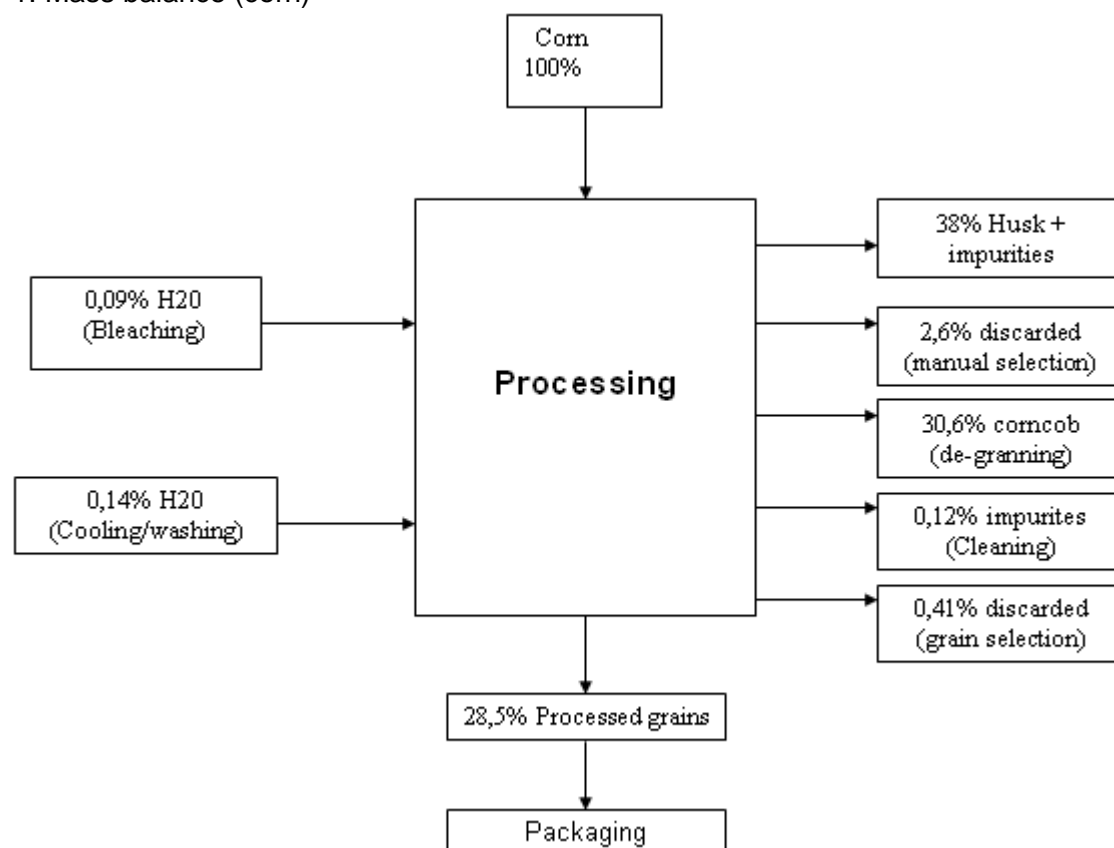 1. Mass balance (corn)
Corn
100%
0,09% H20
(Bleaching)
0,14% H20
(Cooling/washing)
Processing
38% Husk +
impurities
2,6% discarded
(manual selection)
30,6% corncob
(de-granning)
0,12% impurites
(Cleaning)
0,41% discarded
(grain selection)
28,5% Processed grains
Packaging